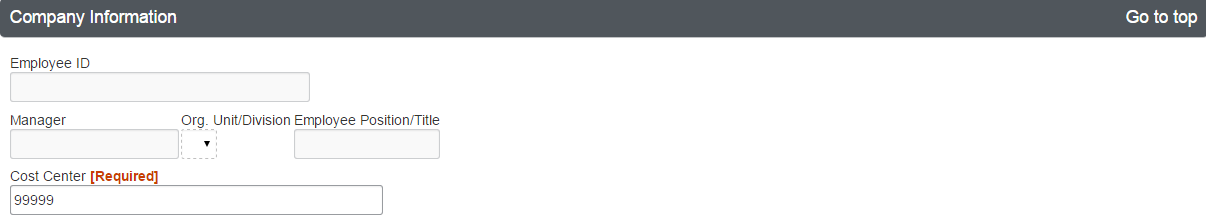 Company Information Go to top
Employee ID
Manager Org. Unit/Division Employee Position/Title
Cost Center [Required]
99999